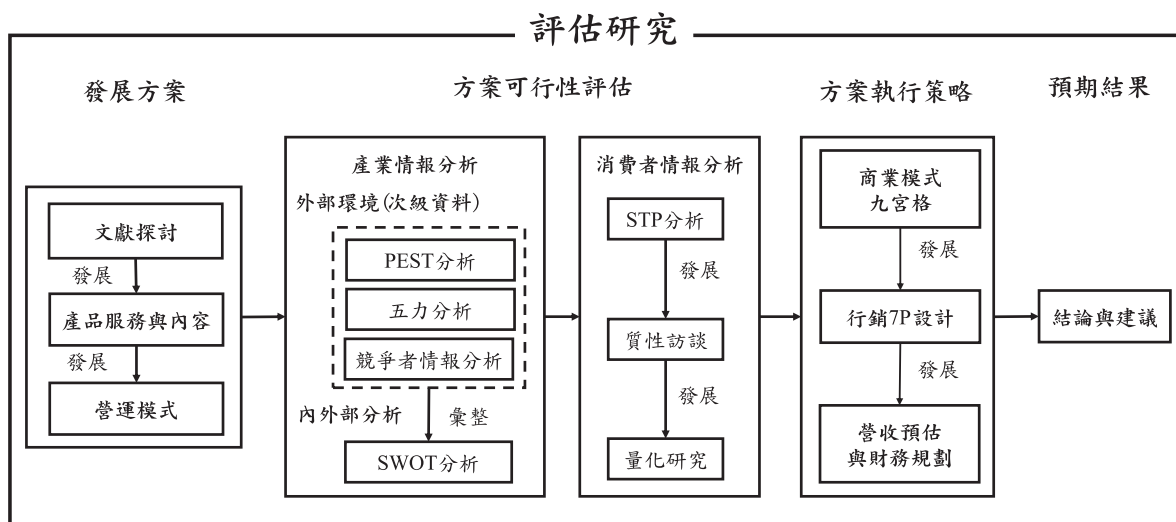 評估研究
發展方案
方案可行性評估
方案執行策略
預期結果
文獻探討
發展
產品服務與內容
發展
營運模式
產業情報分析
外部環境(次級資料)
PEST分析
五力分析
競爭者情報分析
內外部分析
彙整
SWOT分析
消費者情報分析
STP分析
發展
質性訪談
發展
量化研究
商業模式
九宮格
發展
行銷7P設計
發展
營收預估
與財務規劃
結論與建議